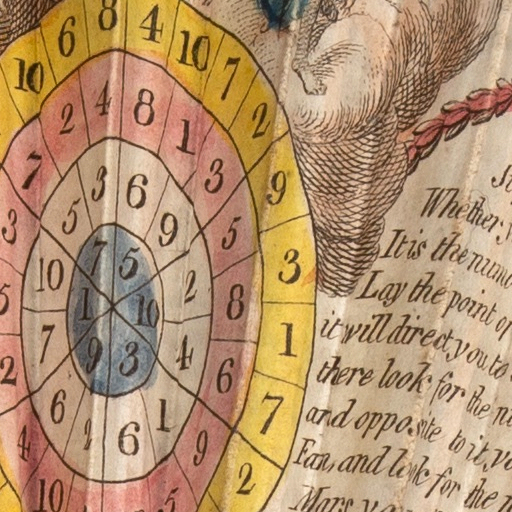 8
6 4
10 10
7
2 4 8 1 2
7 3 9
3 6
5 9
3 5
7 5
10 2 3
5 1 10 8
7 9 3 4 1
2 6
6 2 6 1 7
4 9
10 5 2
Whether
It is the
Lay the point
it will direct you to
there look for the
and opposite to it
Fan, and look for the
Mars